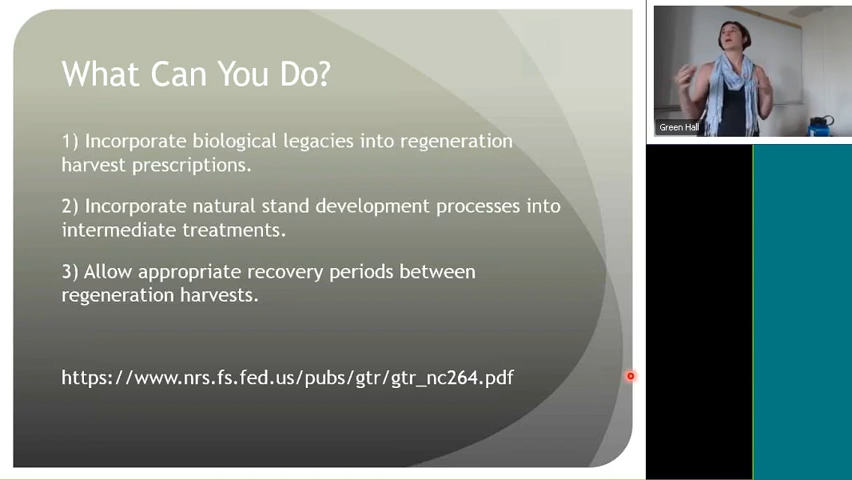 What Can You Do?
1) Incorporate biological legacies into regeneration
harvest prescriptions.
2) Incorporate natural stand development processes into
intermediate treatments.
3) Allow appropriate recovery periods between
regeneration harvests.
https://www.nrs.fs.fed.us/pubs/gtr/gtr_nc264.pdf
Green Hall